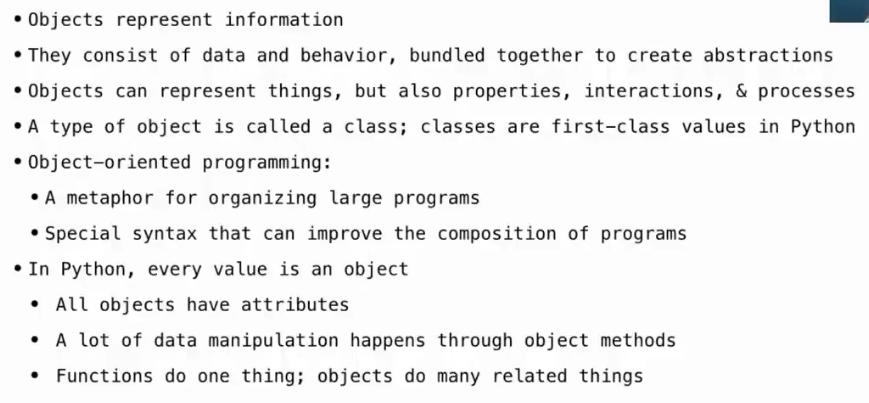 • Objects represent information
• They consist of data and behavior, bundled together to create abstractions
• Objects can represent things, but also properties, interactions, & processes
• A type of object is called a class; classes are first-class values in Python
• Object-oriented programming:
• A metaphor for organizing large programs
• Special syntax that can improve the composition of programs
• In Python, every value is an object
• All objects have attributes
• A lot of data manipulation happens through object methods
• Functions do one thing; objects do many related things